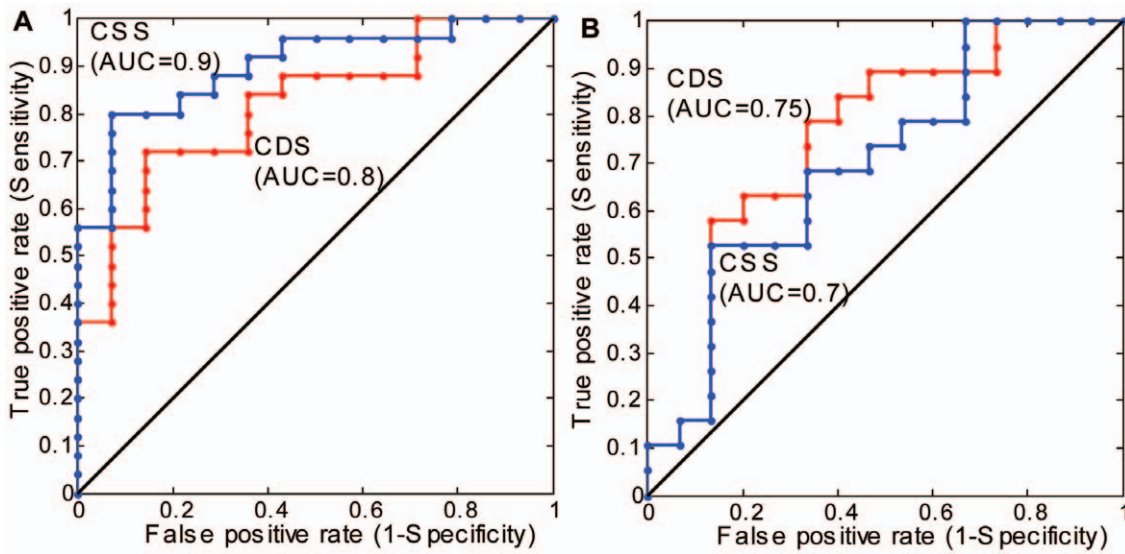 A
CSS
(AUC=0.9)
CDS
(AUC=0.8)
True positive rate (Sensitivity)
1
0.9
0.8
0.7
0.6
0.5
0.4
0.3
0.2
0.1
0
0
0.2
0.4
0.6
0.8
1
False positive rate (1-Specificity)
B
CDS
(AUC=0.75)
CSS
(AUC=0.7)
True positive rate (Sensitivity)
1
0.9
0.8
0.7
0.6
0.5
0.4
0.3
0.2
0.1
0
0
0.2
0.4
0.6
0.8
1
False positive rate (1-Specificity)